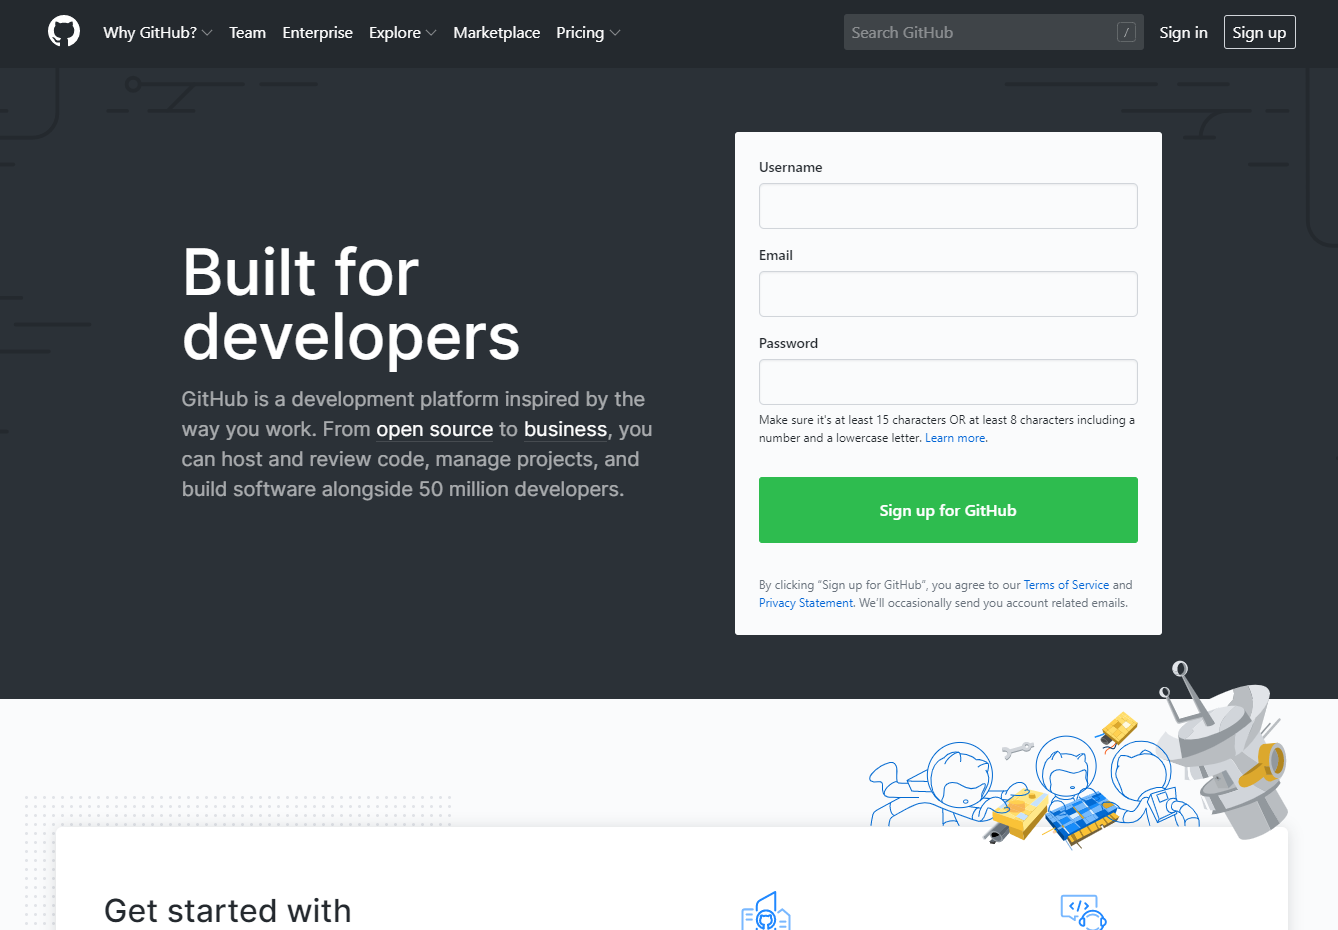 Why GitHub? Team Enterprise Explore Marketplace Pricing Search GitHub / Sign in Sign up
Built for
developers
GitHub is a development platform inspired by the
way you work. From open source to business, you
can host and review code, manage projects, and
build software alongside 50 million developers.
Username
Email
Password
Make sure it's at least 15 characters OR at least 8 characters including a
number and a lowercase letter. Learn more.
Sign up for GitHub
By clicking “Sign up for GitHub”, you agree to our Terms of Service and
Privacy Statement. We’ll occasionally send you account related emails.
Get started with